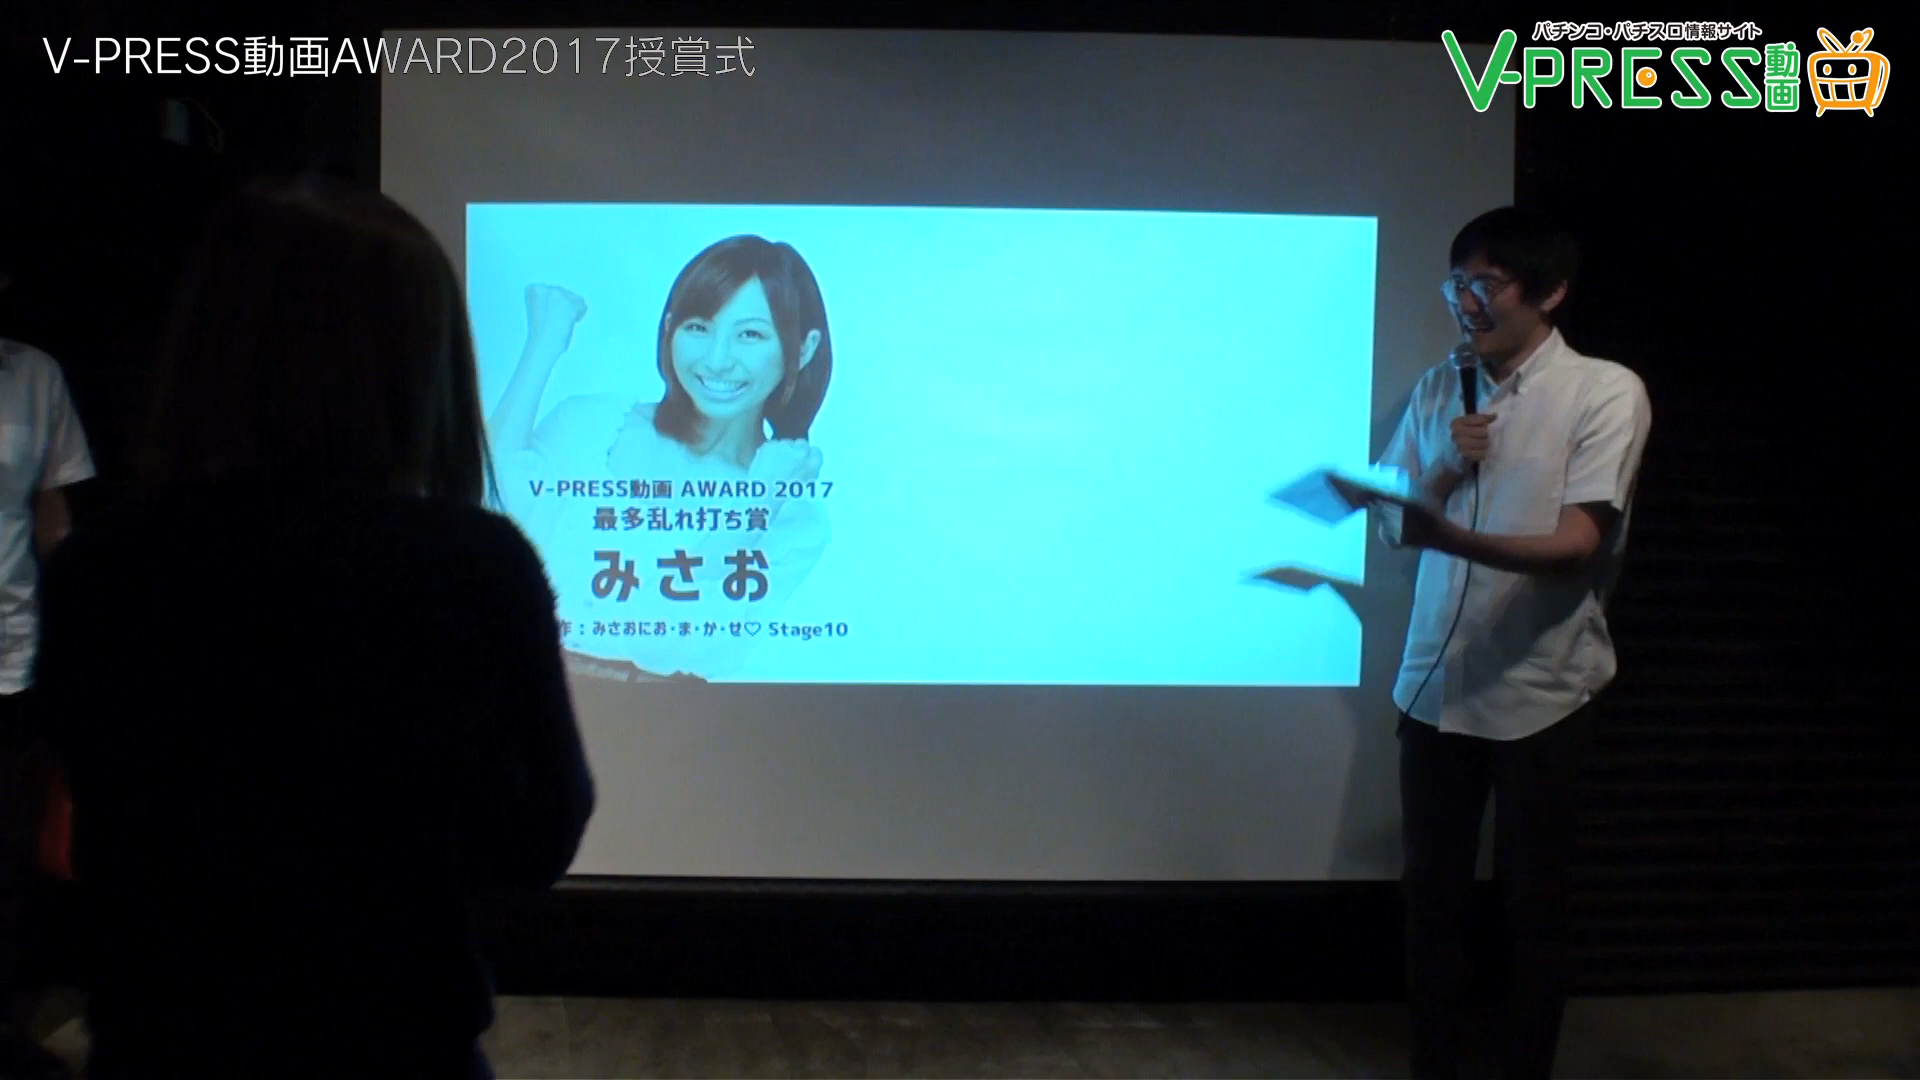 V-PRESS動画AWARD2017授賞式
パチンコ・パチスロ情報サイト
V-PRESS動画
V-PRESS動画 AWARD 2017
最多乱れ打ち賞
みさお
作：みさおにお・ま・か・せ♡ Stage10